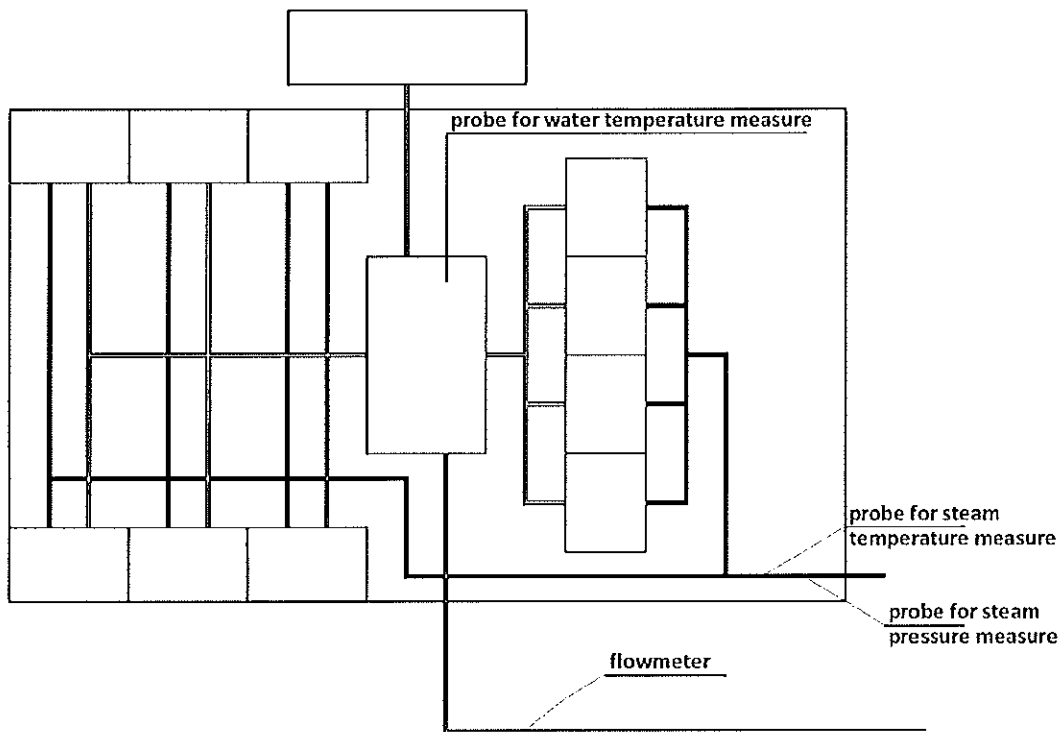 probe for water temperature measure
probe for steam
temperature measure
probe for steam
pressure measure
flowmeter